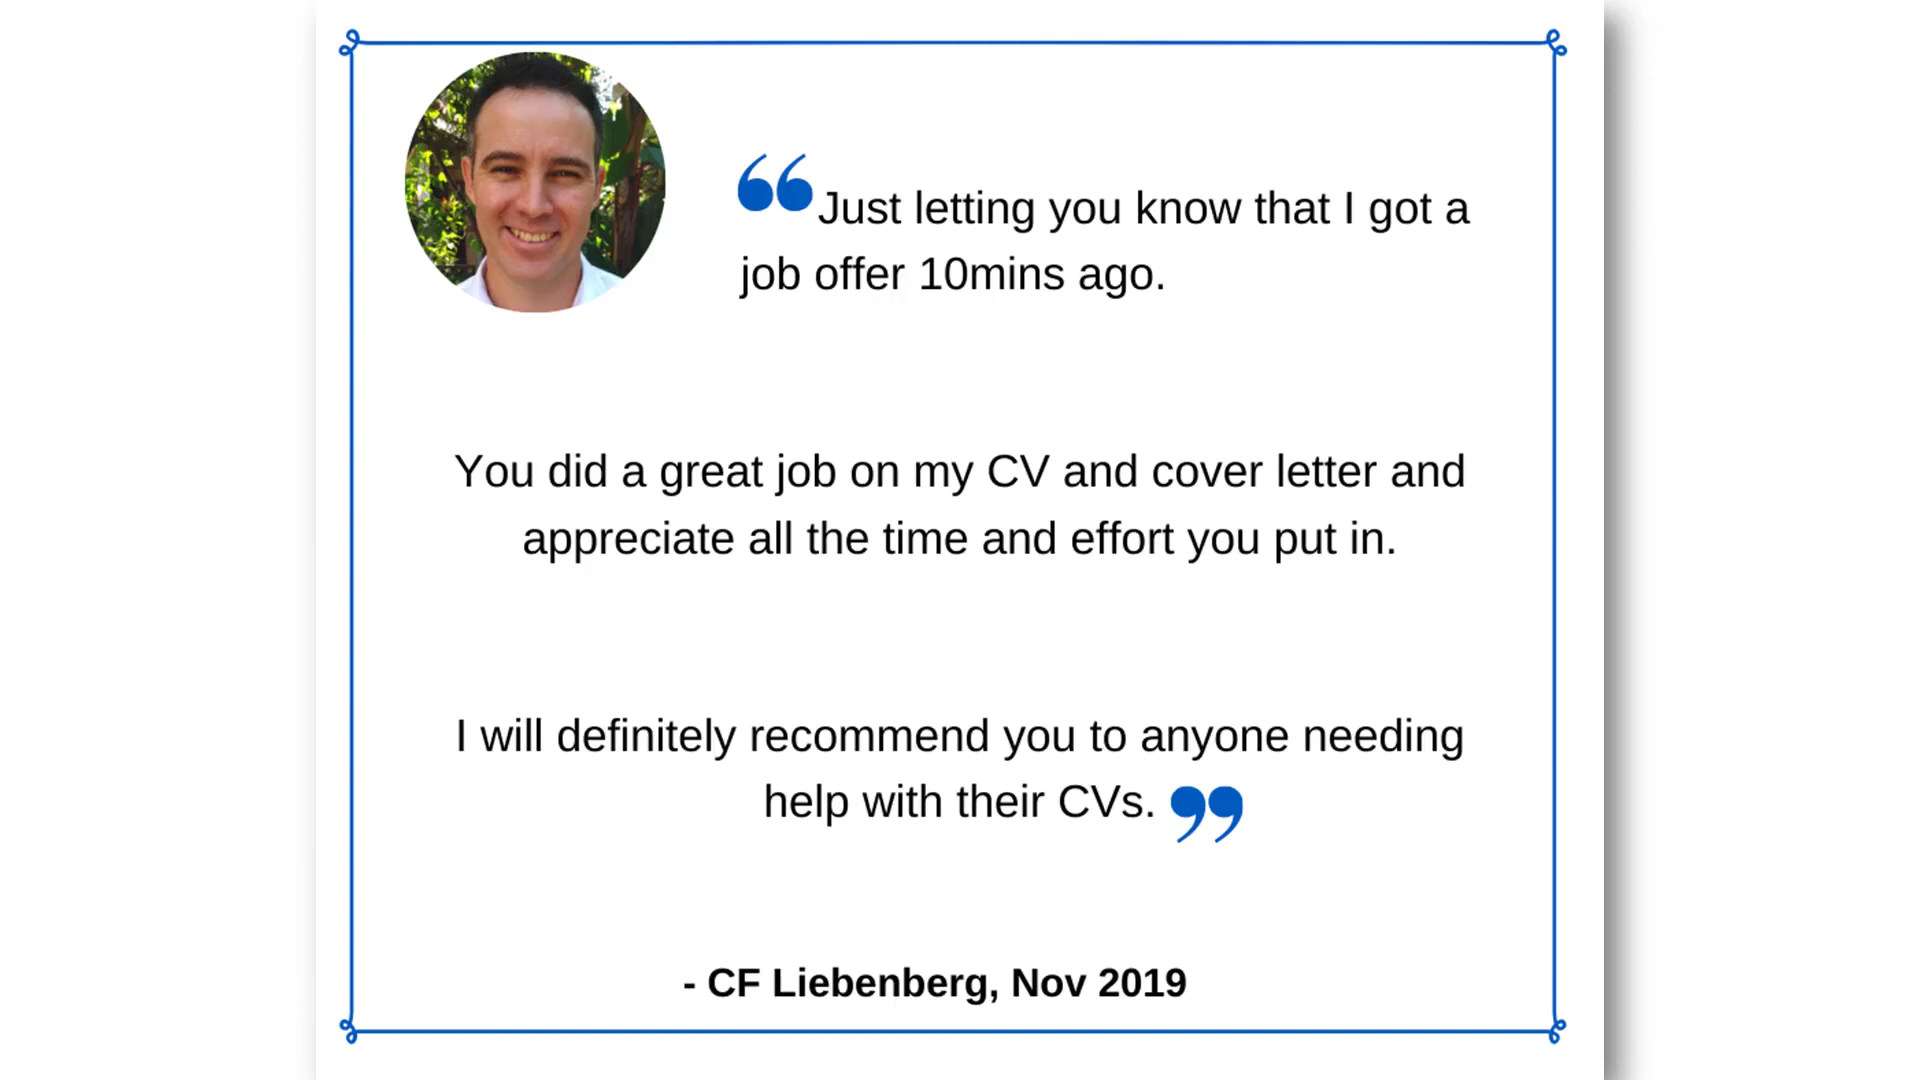 “Just letting you know that I got a
job offer 10mins ago.
You did a great job on my CV and cover letter and
appreciate all the time and effort you put in.
I will definitely recommend you to anyone needing
help with their CVs. ”
- CF Liebenberg, Nov 2019